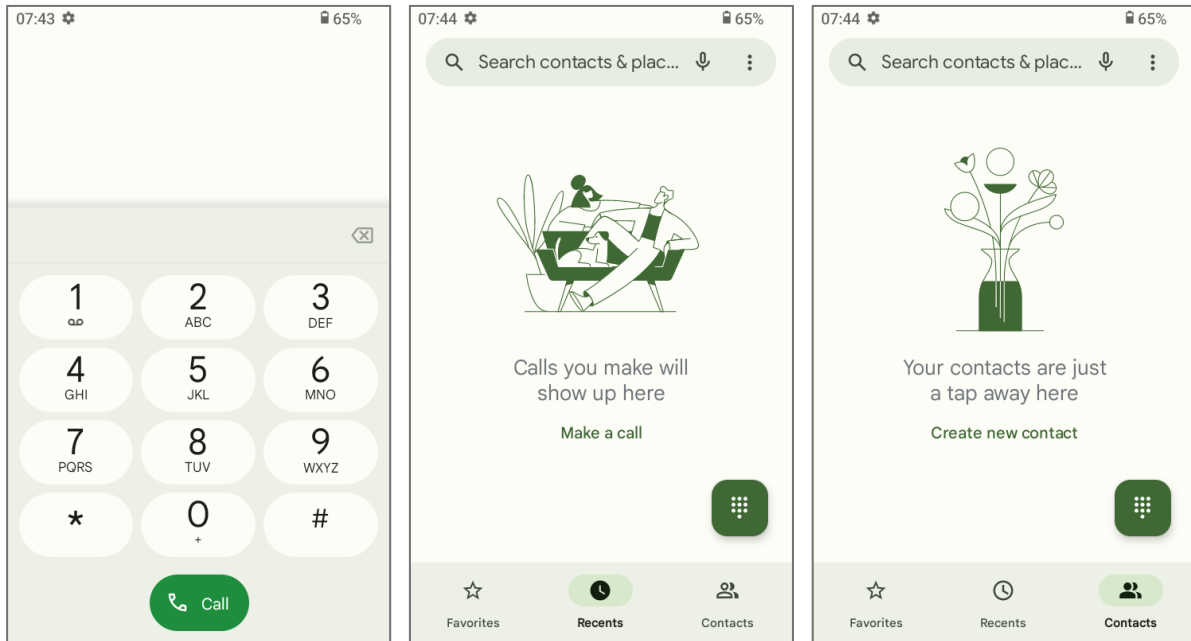 07:43 65%
1
2 ABC
3 DEF
4 GHI
5 JKL
6 MNO
7 PQRS
8 TUV
9 WXYZ
*
0 +
#
Call
07:44 65%
Search contacts & plac...
Calls you make will
show up here
Make a call
Favorites Recents Contacts
07:44 65%
Search contacts & plac...
Your contacts are just
a tap away here
Create new contact
Favorites Recents Contacts